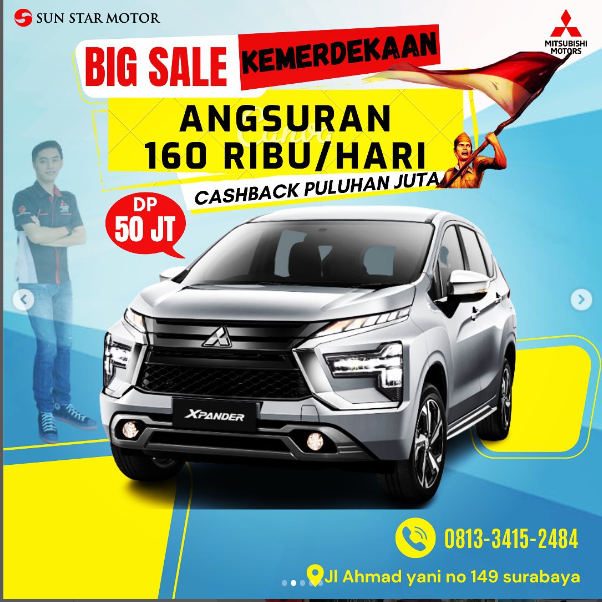 SUN STAR MOTOR
MITSUBISHI
MOTORS
BIG SALE KEMERDEKAAN
ANGSURAN
160 RIBU/HARI
CASHBACK PULUHAN JUTA
DP
50 JT
XPANDER
0813-3415-2484
Jl Ahmad yani no 149 surabaya